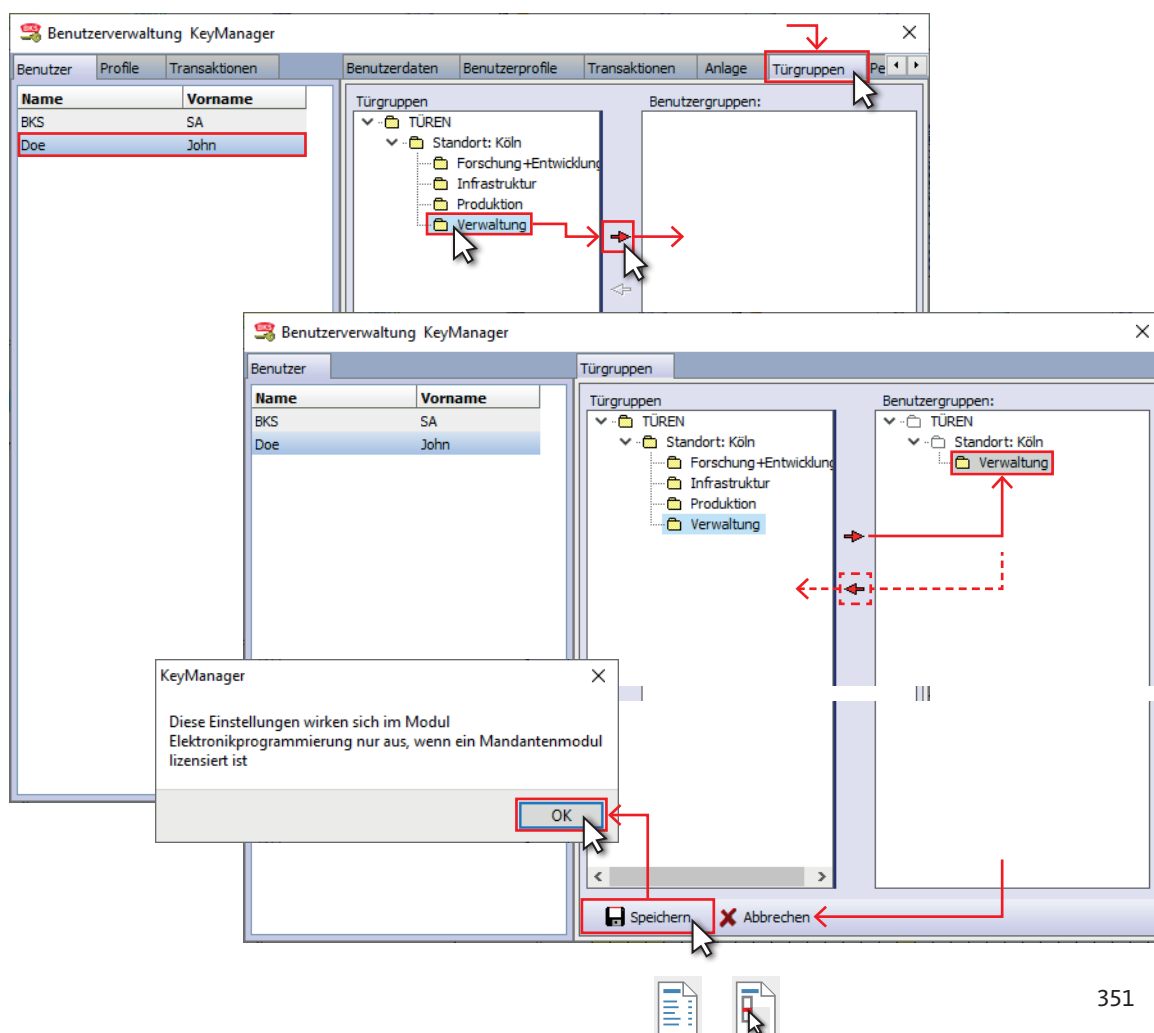 Benutzerverwaltung KeyManager
Benutzer Profile Transaktionen
Benutzerdaten Benutzerprofile Transaktionen Anlage Türgruppen Pe
Name Vorname
BKS SA
Doe John
Türgruppen
TÜREN
Standort: Köln
Forschung+Entwicklung
Infrastruktur
Produktion
Verwaltung
Benutzergruppen:
BKS Benutzerverwaltung KeyManager
Benutzer
Türgruppen
Name Vorname
BKS SA
Doe John
Türgruppen
TÜREN
Standort: Köln
Forschung+Entwicklung
Infrastruktur
Produktion
Verwaltung
Benutzergruppen:
TÜREN
Standort: Köln
Verwaltung
KeyManager
Diese Einstellungen wirken sich im Modul
Elektronikprogrammierung nur aus, wenn ein Mandantenmodul
lizensiert ist
OK
Speichern Abbrechen
351